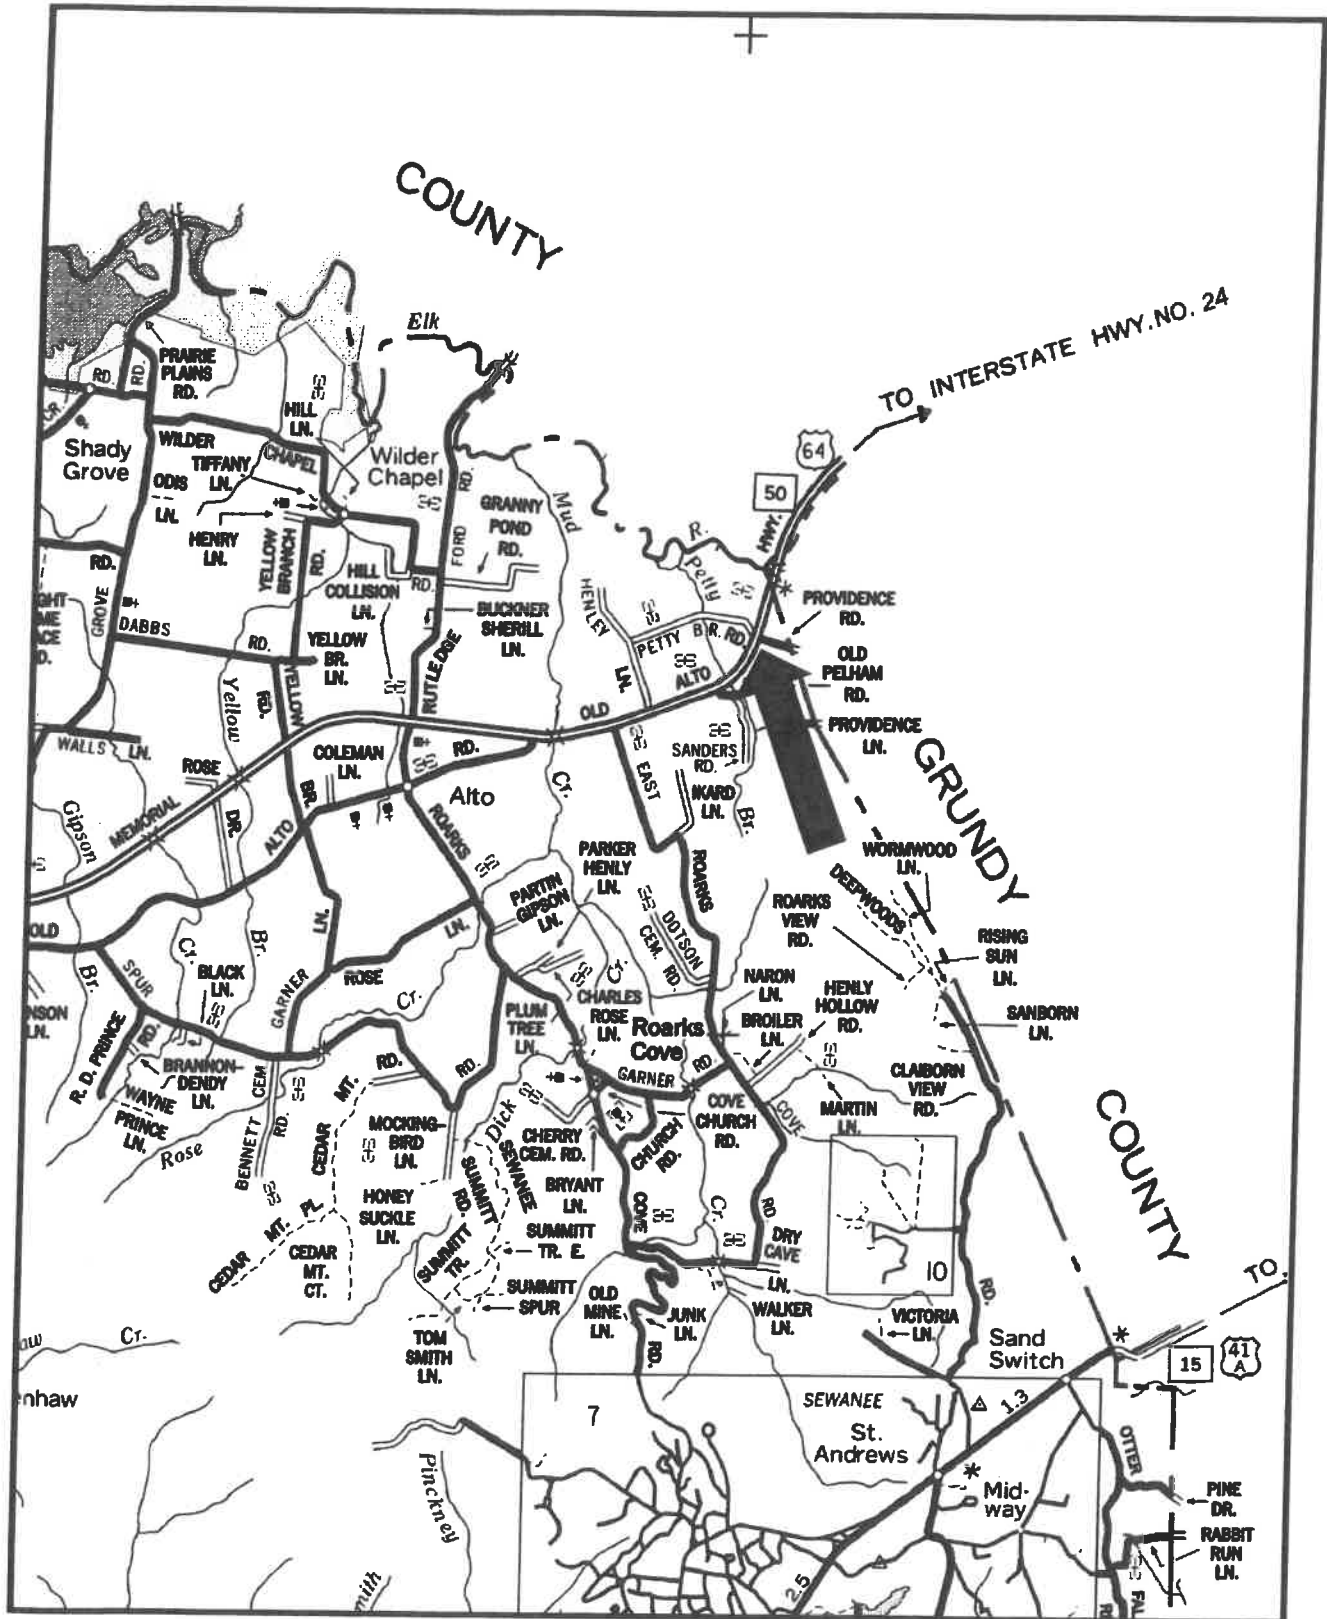 COUNTY
Elk
TO INTERSTATE HWY. NO. 24
PRAIRIE
PLAINS
RD.
RD.
RD.
CR.
HILL
LN.
64
50
HWY.
Shady
Grove
WILDER
CHAPEL
TIFFANY
LN.
Wilder
Chapel
RD.
ODIS
LN.
HENRY
LN.
GRANNY
POND
RD.
Mud
R.
Petty
YELLOW
BRANCH
RD.
HILL
COLLISION
LN.
RD.
FORD
RD.
GROVE
DABBS
RD.
BUCKNER
SHERILL
LN.
HENLEY
LN.
PETTY
B R. RD.
PROVIDENCE
RD.
YELLOW
BR.
LN.
RUTLEDGE
OLD
PELHAM
RD.
ALTO
OLD
Yellow
YELLOW
RD.
PROVIDENCE
LN.
WALLS
LN.
ROSE
DR.
COLEMAN
LN.
RD.
SANDERS
RD.
EAST
IKARD
LN.
Br.
GRUNDY
Gipson
MEMORIAL
BR.
ALTO
Alto
ROARKS
Cr.
PARKER
HENLY
LN.
ROARKS
WORMWOOD
LN.
DEEPWOODS
PARTIN
GIPSON
LN.
DOTSON
CEM.
RD.
ROARKS
VIEW
RD.
RISING
SUN
LN.
OLD
Br.
SPUR
Cr.
Br.
LN.
LN.
BLACK
LN.
GARNER
ROSE
Cr.
Cr.
CHARLES
ROSE
LN.
PLUM
TREE
LN.
NARON
LN.
HENLY
HOLLOW
RD.
BROILER
LN.
SANBORN
LN.
NSON
LN.
Roarks
Cove
R. D. PRINCE
RD.
BRANNON-
DENDY
LN.
WAYNE
PRINCE
LN.
Rose
CEM
BENNETT
RD.
MT.
CEDAR
RD.
RD.
MOCKING-
BIRD
LN.
Dick
GARNER
RD.
COVE
CHURCH
RD.
COVE
MARTIN
LN.
CLAIBORN
VIEW
RD.
CHERRY
CEM. RD.
CHURCH
RD.
COUNTY
SEWANEE
SUMMITT
RD.
BRYANT
LN.
HONEY
SUCKLE
LN.
COVE
Cr.
RD
DRY
CAVE
LN.
CEDAR MT. PL.
CEDAR
MT.
CT.
SUMMITT
TR.
SUMMITT
TR. E.
SUMMITT
SPUR
OLD
MINE
LN.
JUNK
LN.
WALKER
LN.
10
VICTORIA
LN.
RD.
TO
TOM
SMITH
LN.
RD.
Sand
Switch
15
41
A
Cr.
enhaw
7
SEWANEE
St.
Andrews
1.3
OTTER
Pinckney
Mid-
way
PINE
DR.
RABBIT
RUN
LN.
2.5